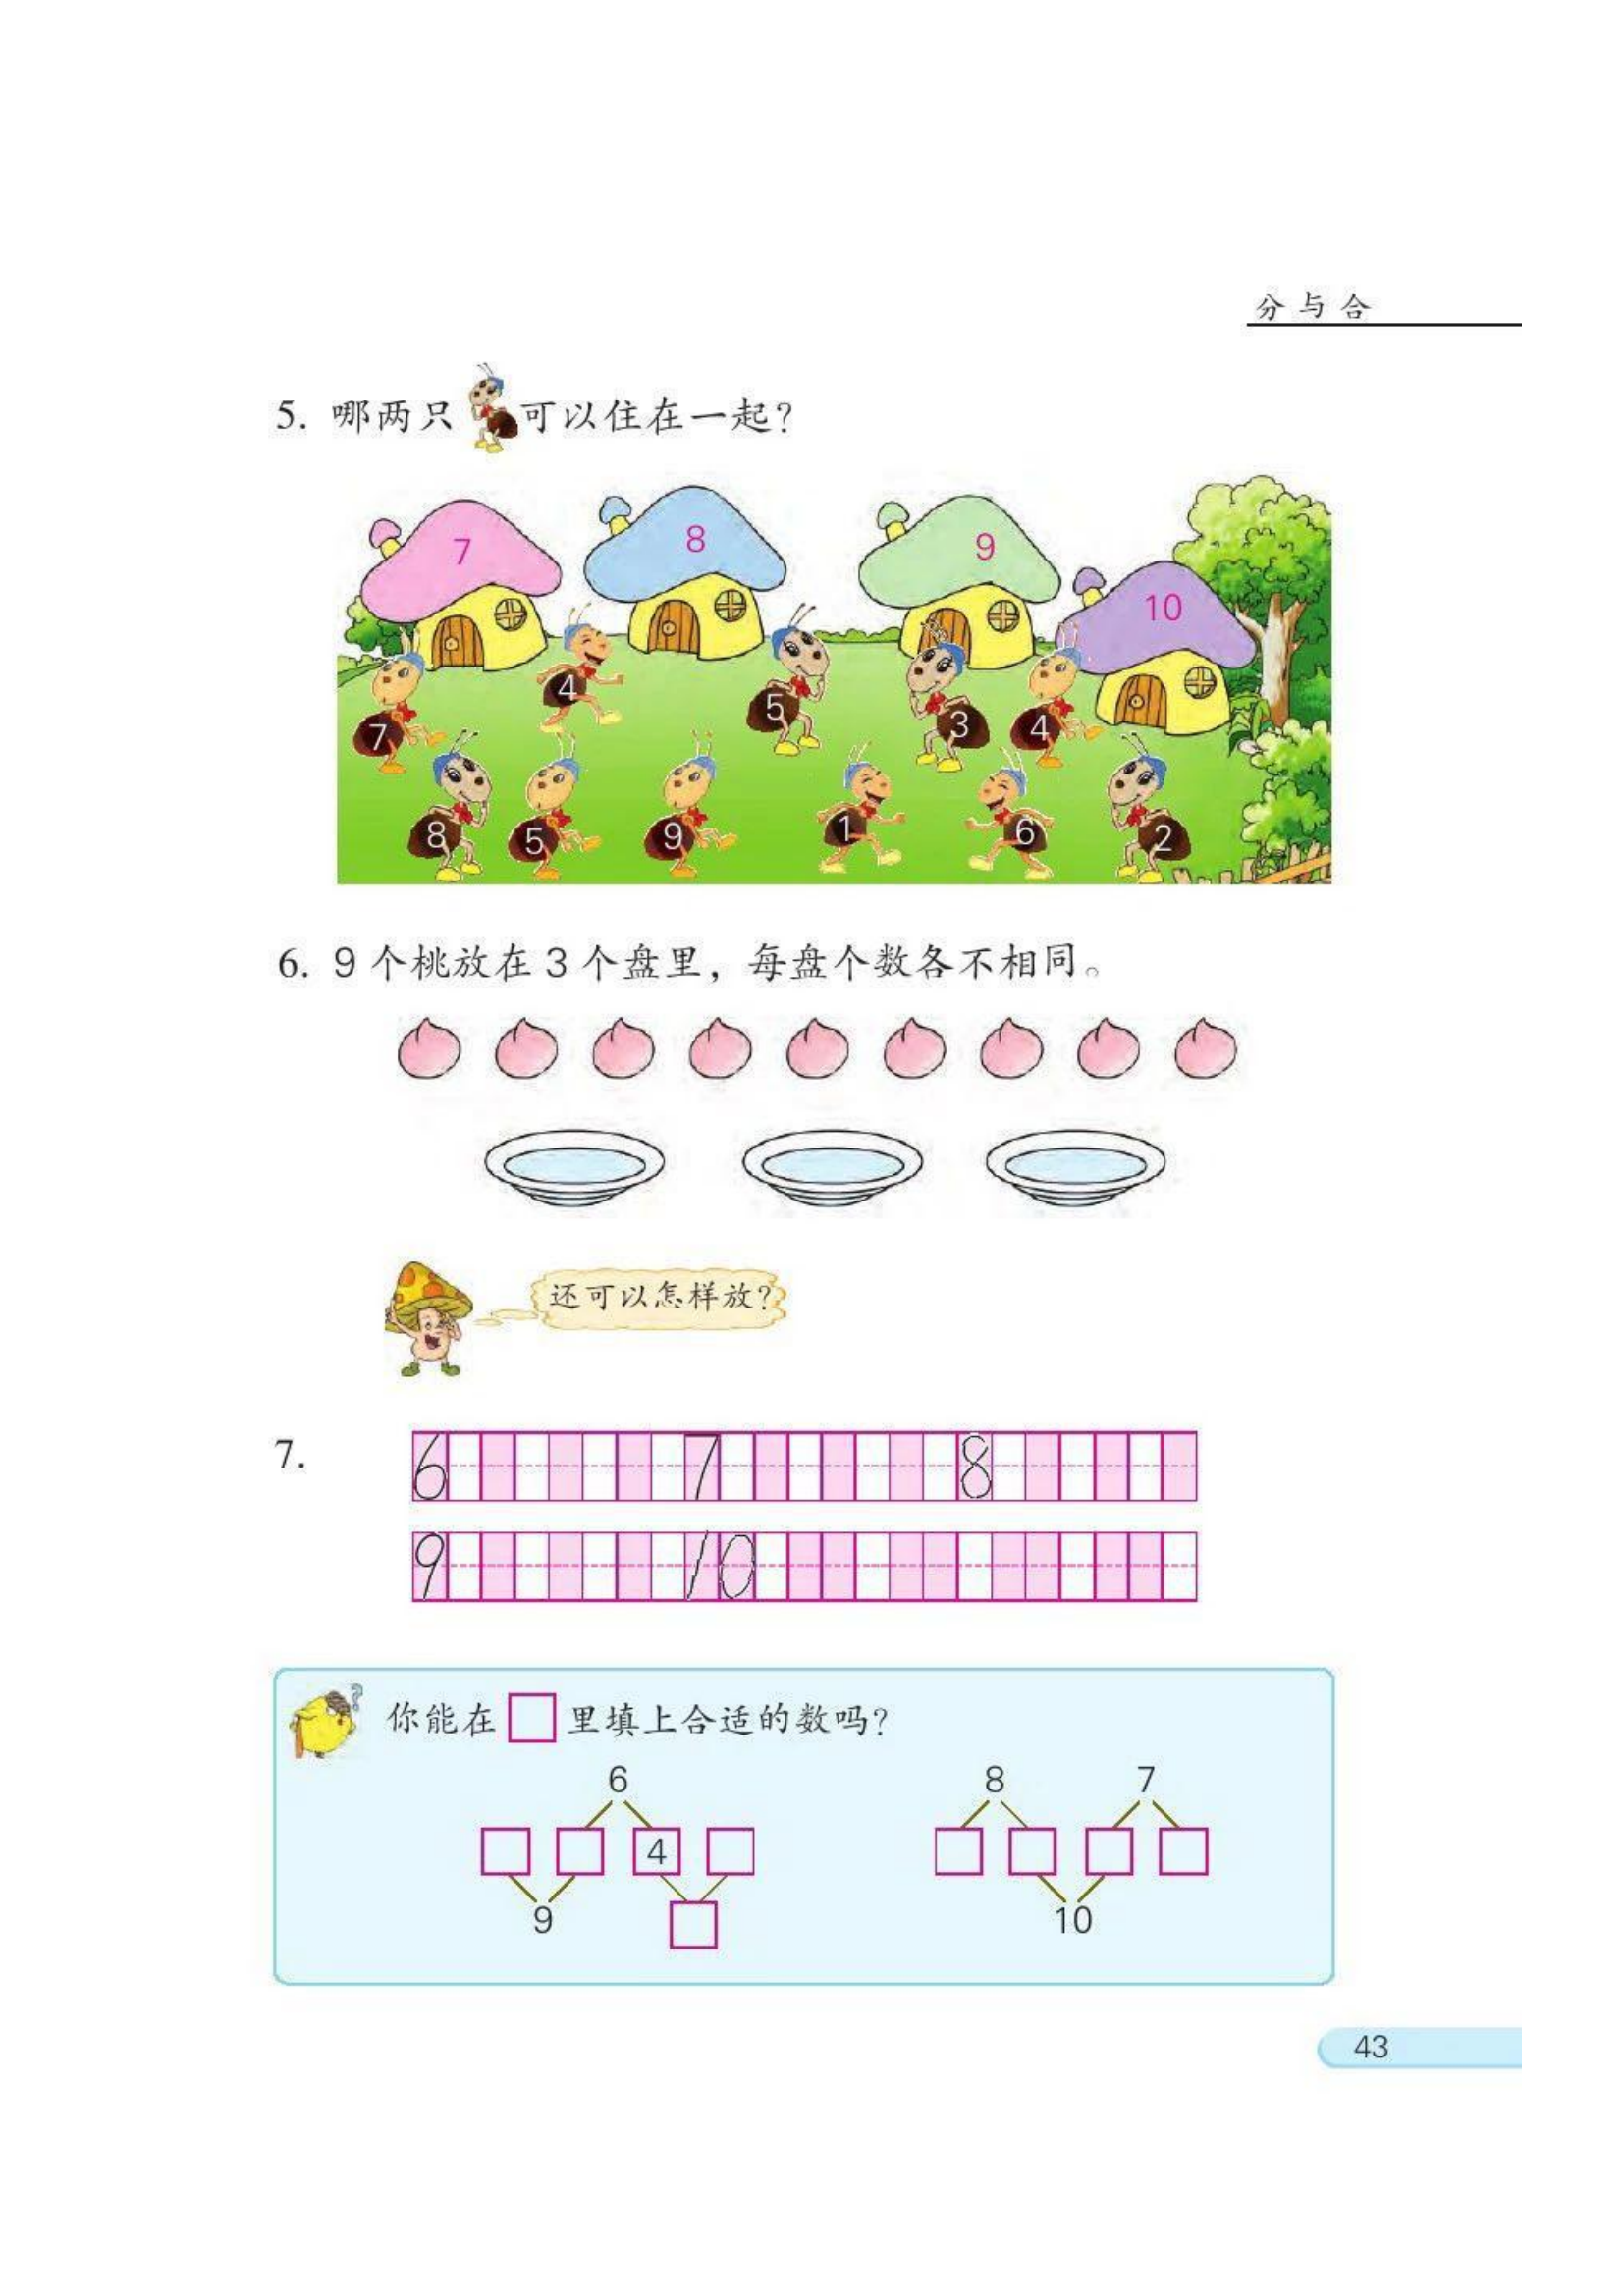 分与合
5. 哪两只 可以住在一起?
7 8 9 10
7 4 5 3 4
8 5 9 1 6 2
6. 9个桃放在3个盘里，每盘个数各不相同。
还可以怎样放?
7. 6 7 8
9 10
你能在 里填上合适的数吗?
6 8 7
4
9 10
43